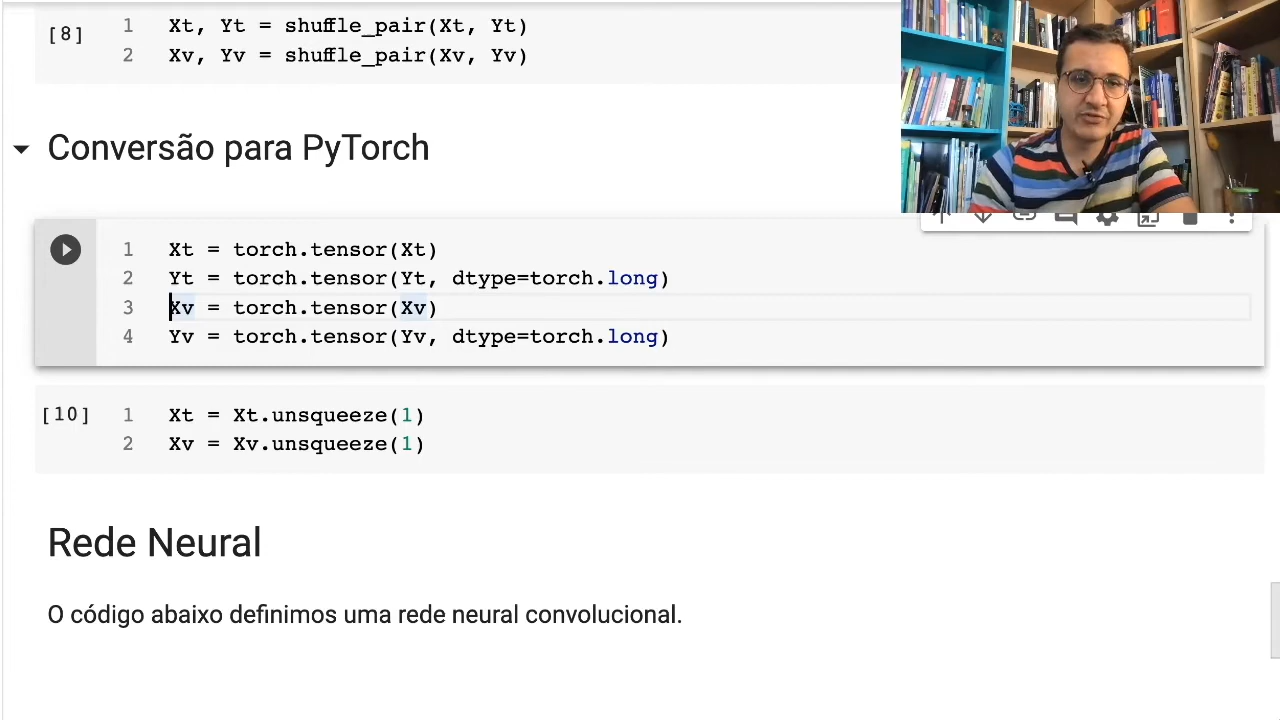 [8]
1 Xt, Yt = shuffle_pair(Xt, Yt)
2 Xv, Yv = shuffle_pair(Xv, Yv)
Conversão para PyTorch
1 Xt = torch.tensor(Xt)
2 Yt = torch.tensor(Yt, dtype=torch.long)
3 Xv = torch.tensor(Xv)
4 Yv = torch.tensor(Yv, dtype=torch.long)
[10]
1 Xt = Xt.unsqueeze(1)
2 Xv = Xv.unsqueeze(1)
Rede Neural
O código abaixo definimos uma rede neural convolucional.